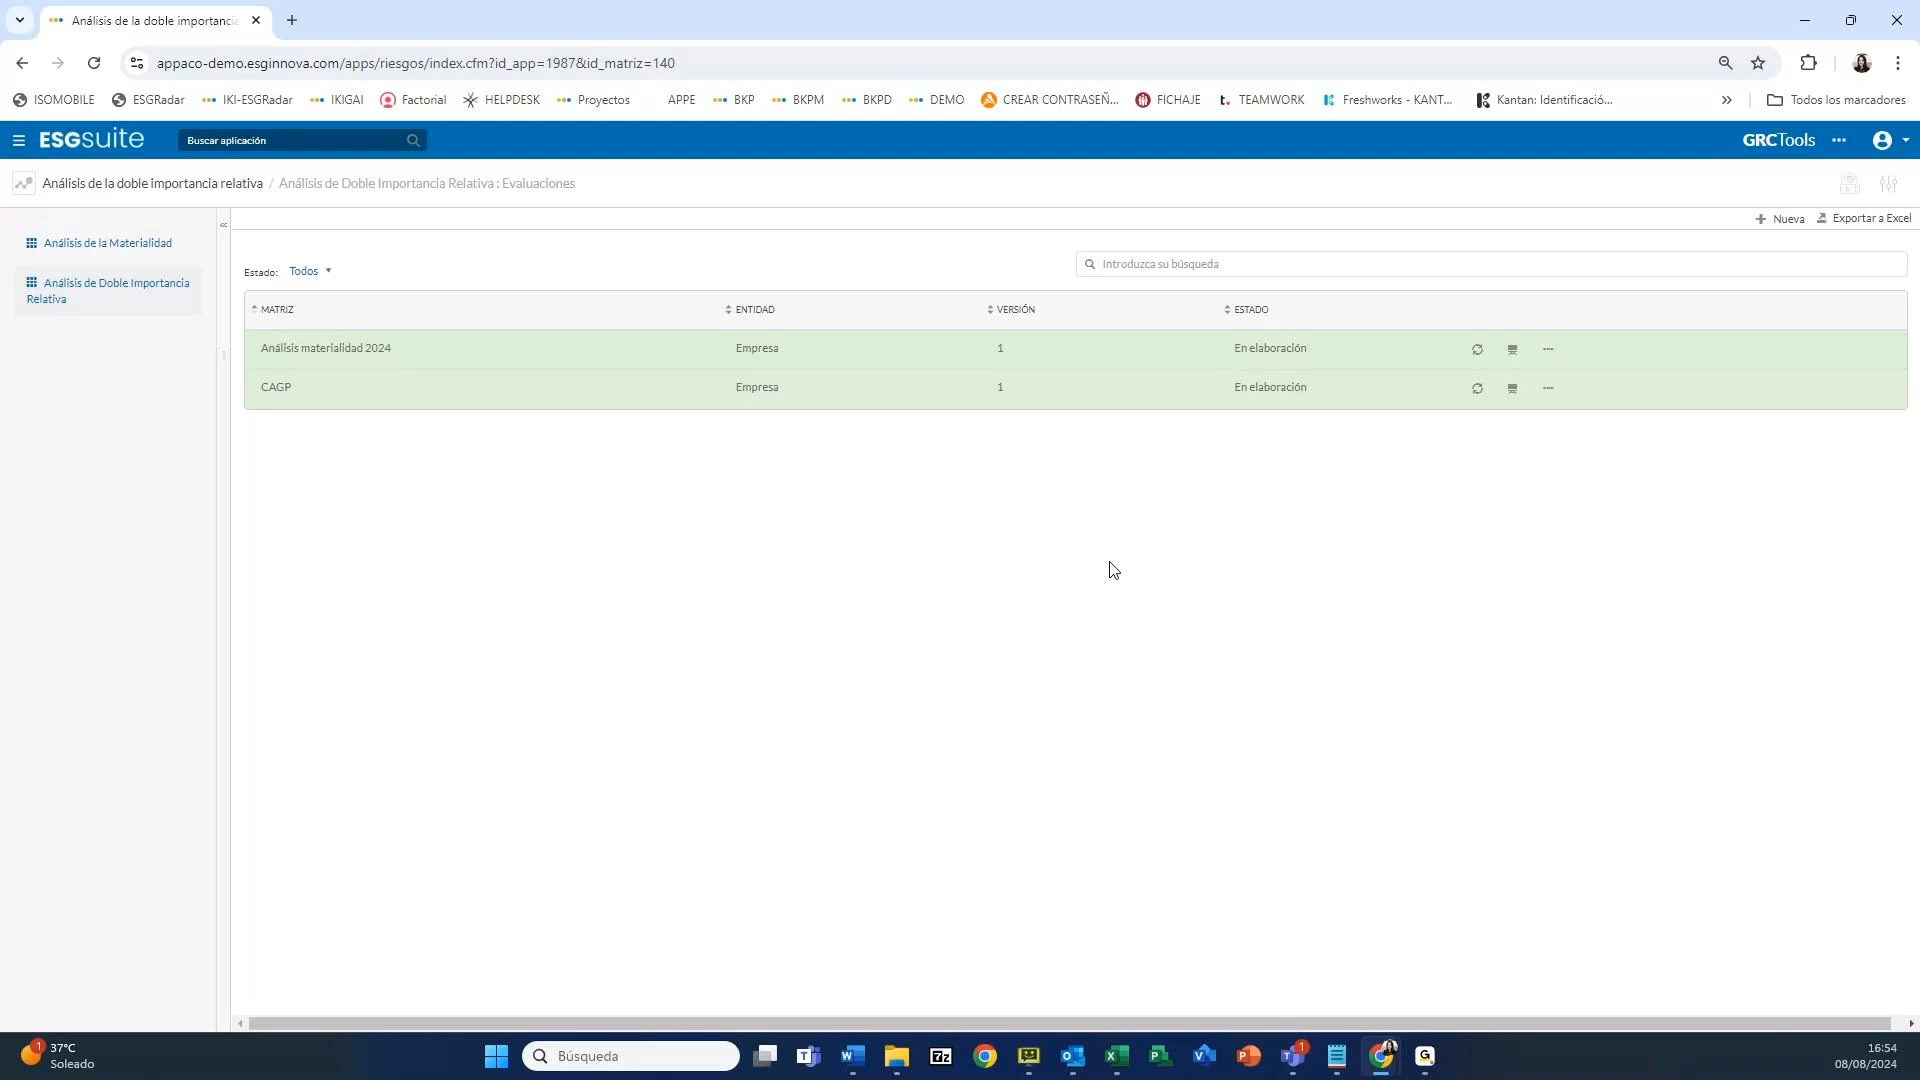 Análisis de la doble importancia
appaco-demo.esginnova.com/apps/riesgos/index.cfm?id_app=1987&id_matriz=140
ISOMOBILE ESGRadar IKI-ESGRadar IKIGAI Factorial HELPDESK Proyectos APPE BKP BKPM BKPD DEMO CREAR CONTRASEÑ... FICHAJE TEAMWORK Freshworks - KANT... Kantan: Identificació... Todos los marcadores
ESGsuite Buscar aplicación GRCTools
Análisis de la doble importancia relativa / Análisis de Doble Importancia Relativa : Evaluaciones
Nueva Exportar a Excel
Análisis de la Materialidad
Análisis de Doble Importancia
Relativa
Estado: Todos
Introduzca su búsqueda
MATRIZ ENTIDAD VERSIÓN ESTADO
Análisis materialidad 2024 Empresa 1 En elaboración
CAGP Empresa 1 En elaboración
1 37°C
Soleado
Búsqueda
7z
1
G
16:54
08/08/2024